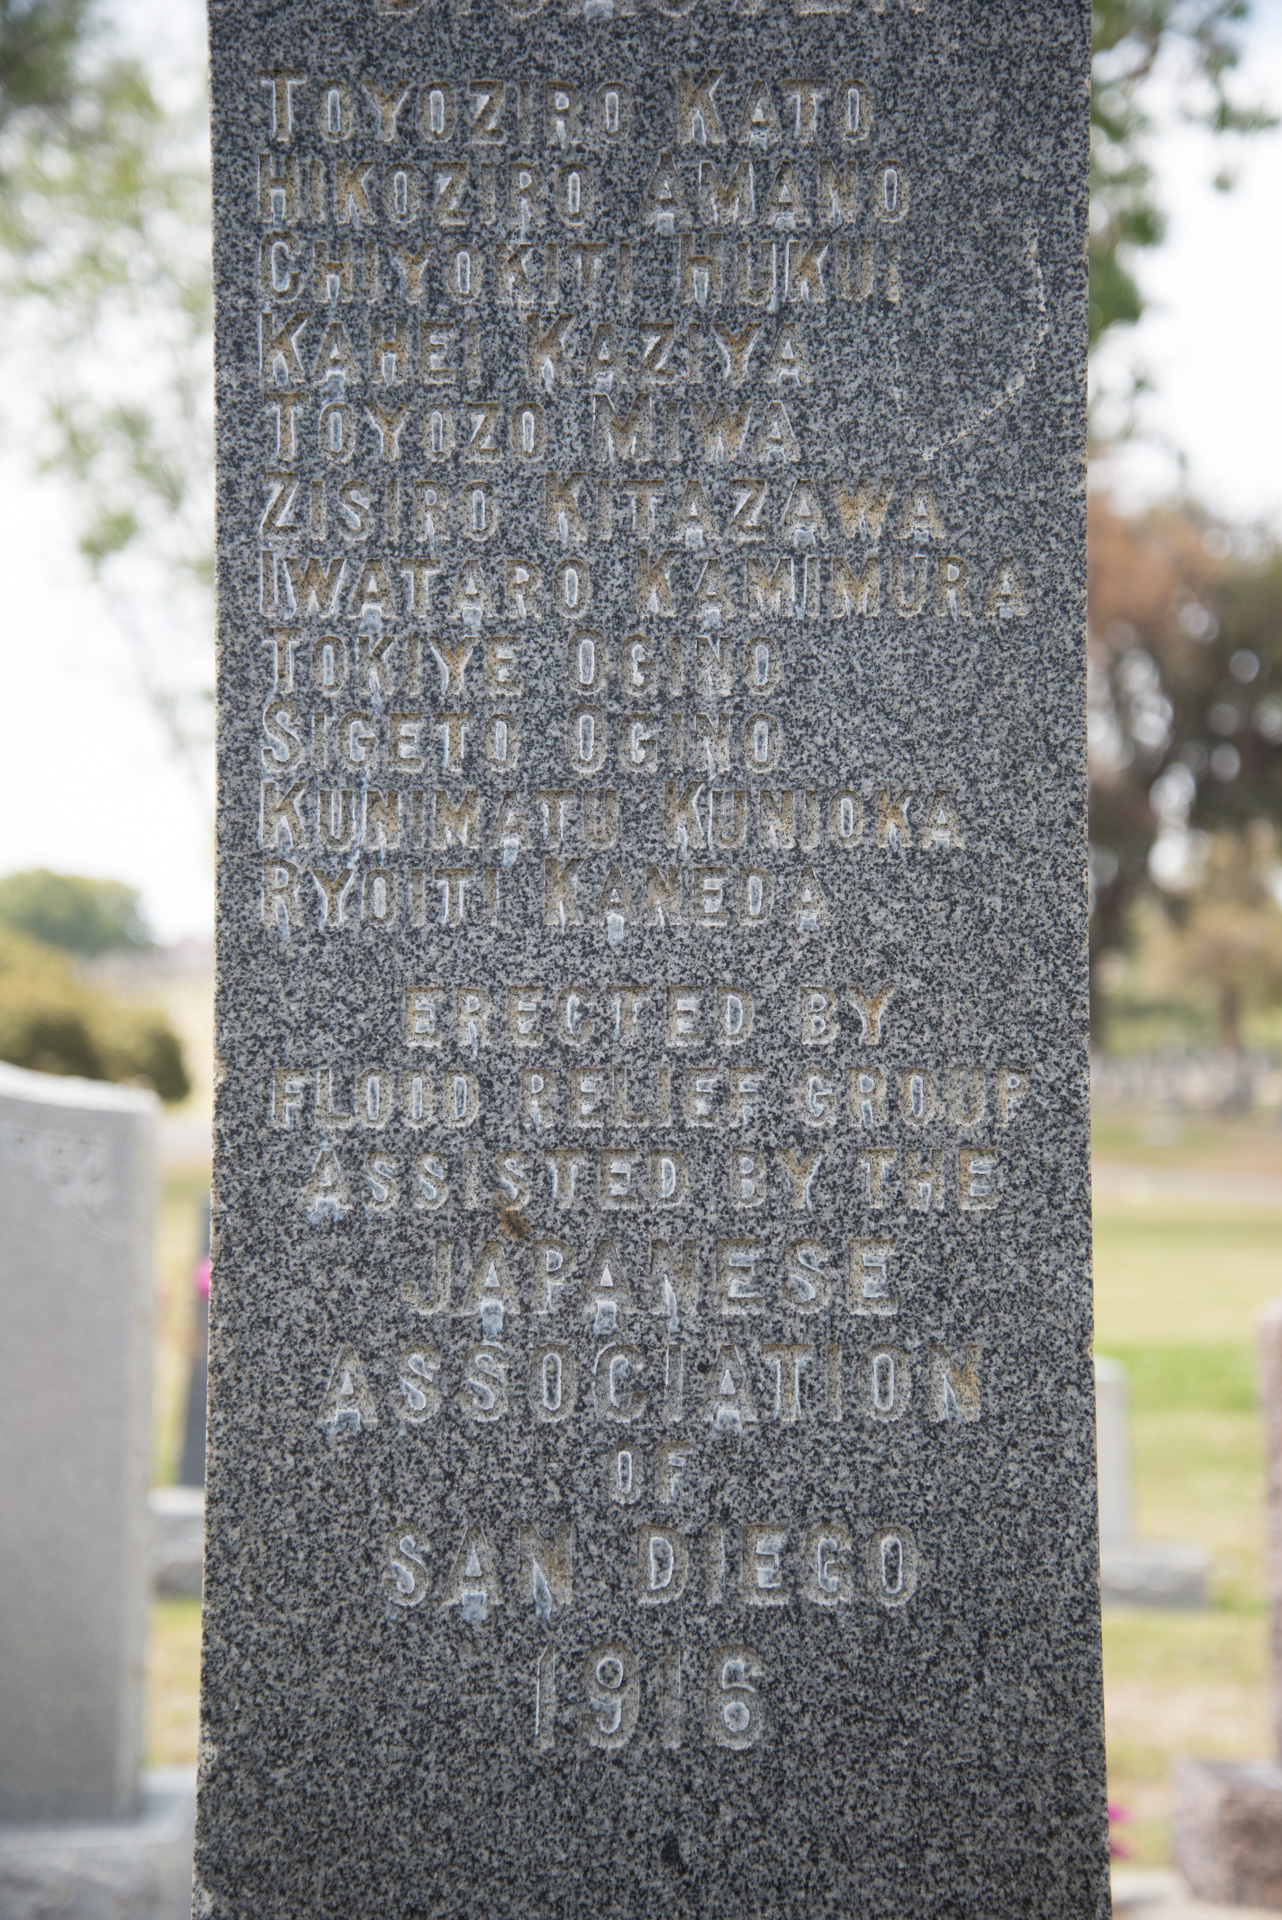 TOYOZIRO KATO
HIKOZIRO AMANO
CHIYOKITI HUKUI
KAHEI KAZIYA
TOYOZO MIWA
ZISIRO KITAZAWA
IWATARO KAMIMURA
TOKIYE OGINO
SIGETO OGINO
KUNIMATU KUNIOKA
RYOITI KANEDA
ERECTED BY
FLOOD RELIEF GROUP
ASSISTED BY THE
JAPANESE
ASSOCIATION
OF
SAN DIEGO
1916